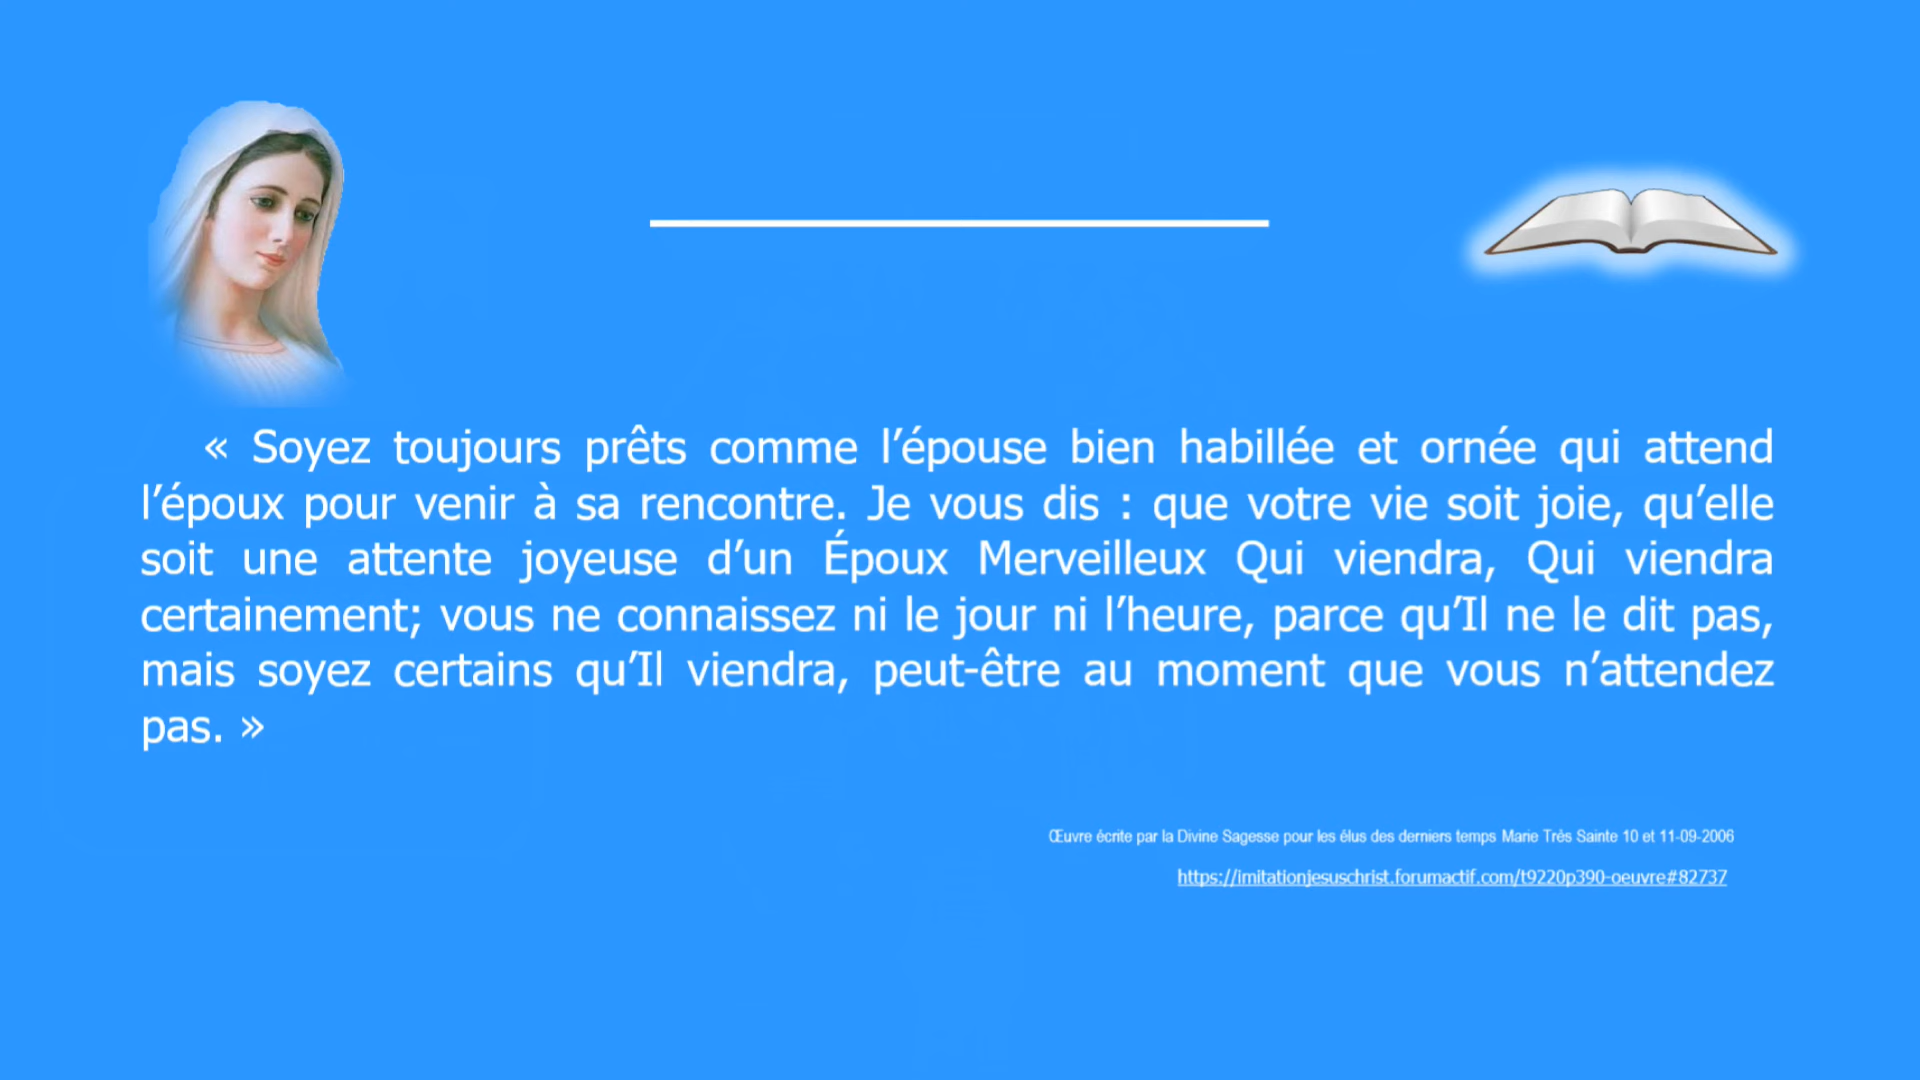 « Soyez toujours prêts comme l’épouse bien habillée et ornée qui attend
l’époux pour venir à sa rencontre. Je vous dis : que votre vie soit joie, qu’elle
soit une attente joyeuse d’un Époux Merveilleux Qui viendra, Qui viendra
certainement; vous ne connaissez ni le jour ni l’heure, parce qu’Il ne le dit pas,
mais soyez certains qu’Il viendra, peut-être au moment que vous n’attendez
pas. »
Œuvre écrite par la Divine Sagesse pour les élus des derniers temps Marie Très Sainte 10 et 11-09-2006
https://imitationjesuschrist.forumactif.com/t9220p390-oeuvre#82737